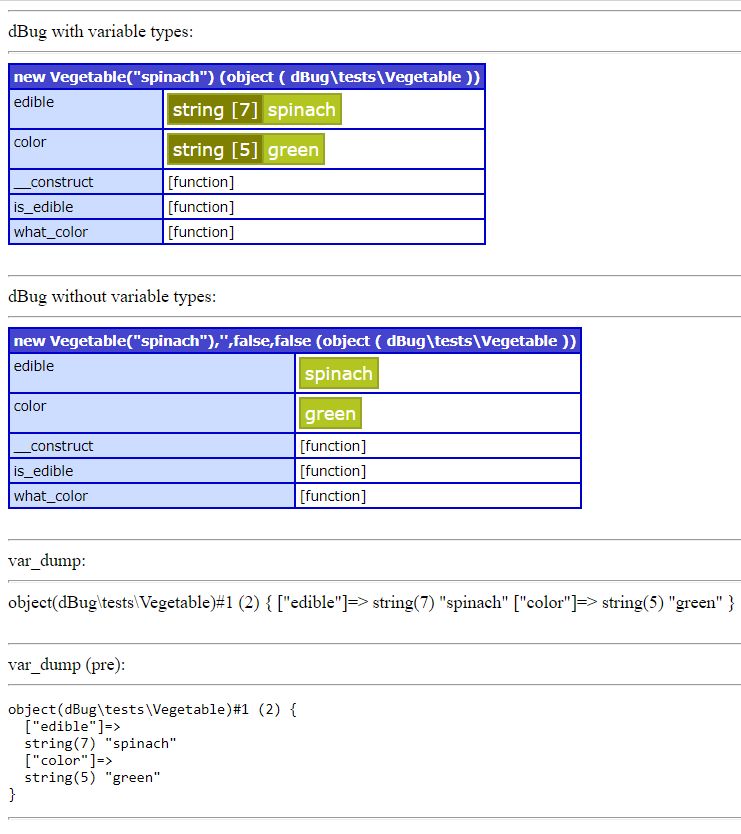 dBug with variable types:
new Vegetable("spinach") (object ( dBug\tests\Vegetable ))
edible string [7] spinach
color string [5] green
__construct [function]
is_edible [function]
what_color [function]
dBug without variable types:
new Vegetable("spinach"),'',false,false (object ( dBug\tests\Vegetable ))
edible spinach
color green
__construct [function]
is_edible [function]
what_color [function]
var_dump:
object(dBug\tests\Vegetable)#1 (2) { ["edible"]=> string(7) "spinach" ["color"]=> string(5) "green" }
var_dump (pre):
object(dBug\tests\Vegetable)#1 (2) {
  ["edible"]=>
  string(7) "spinach"
  ["color"]=>
  string(5) "green"
}